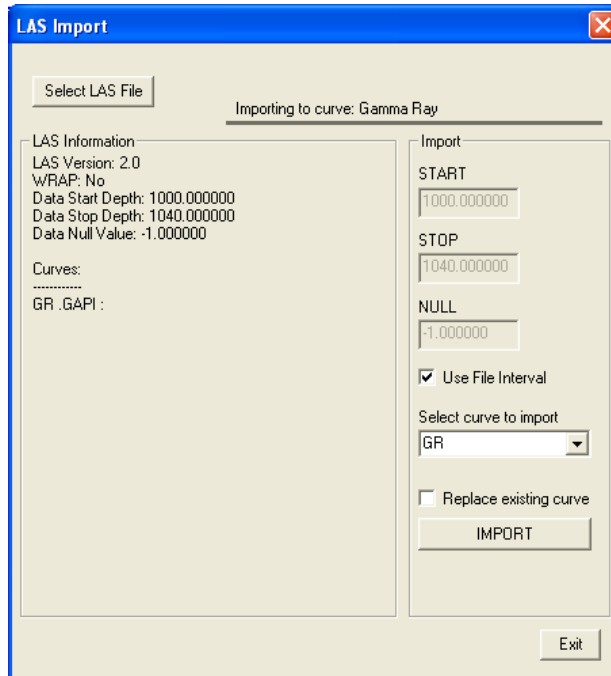 LAS Import
Select LAS File
Importing to curve: Gamma Ray
LAS Information
LAS Version: 2.0
WRAP: No
Data Start Depth: 1000.000000
Data Stop Depth: 1040.000000
Data Null Value: -1.000000
Curves:
------------
GR .GAPI :
Import
START
1000.000000
STOP
1040.000000
NULL
-1.000000
Use File Interval
Select curve to import
GR
Replace existing curve
IMPORT
Exit